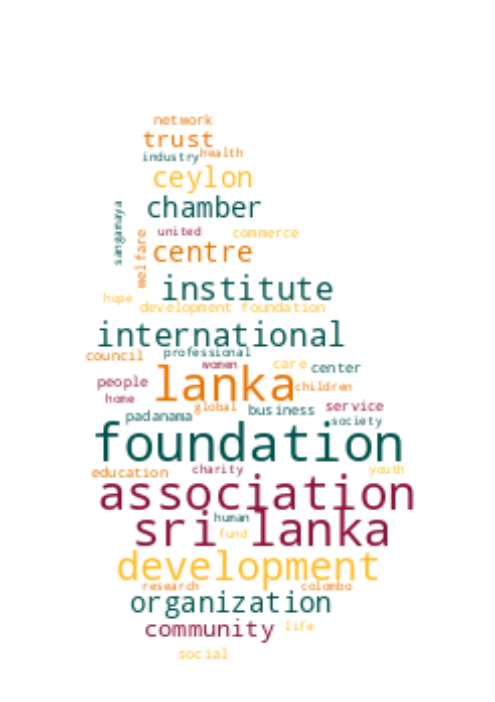 network
trust
industry health
ceylon
sangamaya
chamber
united commerce
welfare
centre
institute
hope
development foundation
international
council professional
women care center
people lanka children
home
global business service
padanama society
foundation
education charity youth
association
human
sri lanka
fund
development
research colombo
organization
community life
social